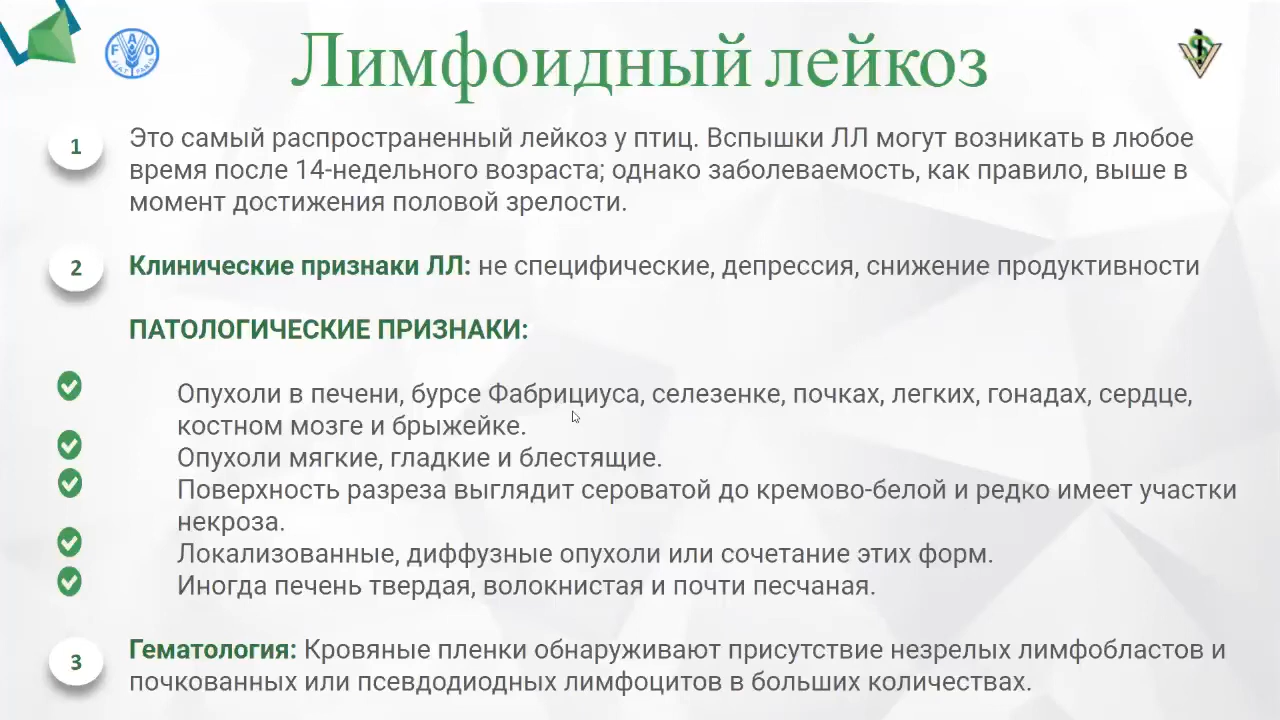 Лимфоидный лейкоз
F A O
FIAT PANIS
1
Это самый распространенный лейкоз у птиц. Вспышки ЛЛ могут возникать в любое
время после 14-недельного возраста; однако заболеваемость, как правило, выше в
момент достижения половой зрелости.
2
Клинические признаки ЛЛ: не специфические, депрессия, снижение продуктивности
ПАТОЛОГИЧЕСКИЕ ПРИЗНАКИ:
Опухоли в печени, бурсе Фабрициуса, селезенке, почках, легких, гонадах, сердце,
костном мозге и брыжейке.
Опухоли мягкие, гладкие и блестящие.
Поверхность разреза выглядит сероватой до кремово-белой и редко имеет участки
некроза.
Локализованные, диффузные опухоли или сочетание этих форм.
Иногда печень твердая, волокнистая и почти песчаная.
3
Гематология: Кровяные пленки обнаруживают присутствие незрелых лимфобластов и
почкованных или псевдодиодных лимфоцитов в больших количествах.